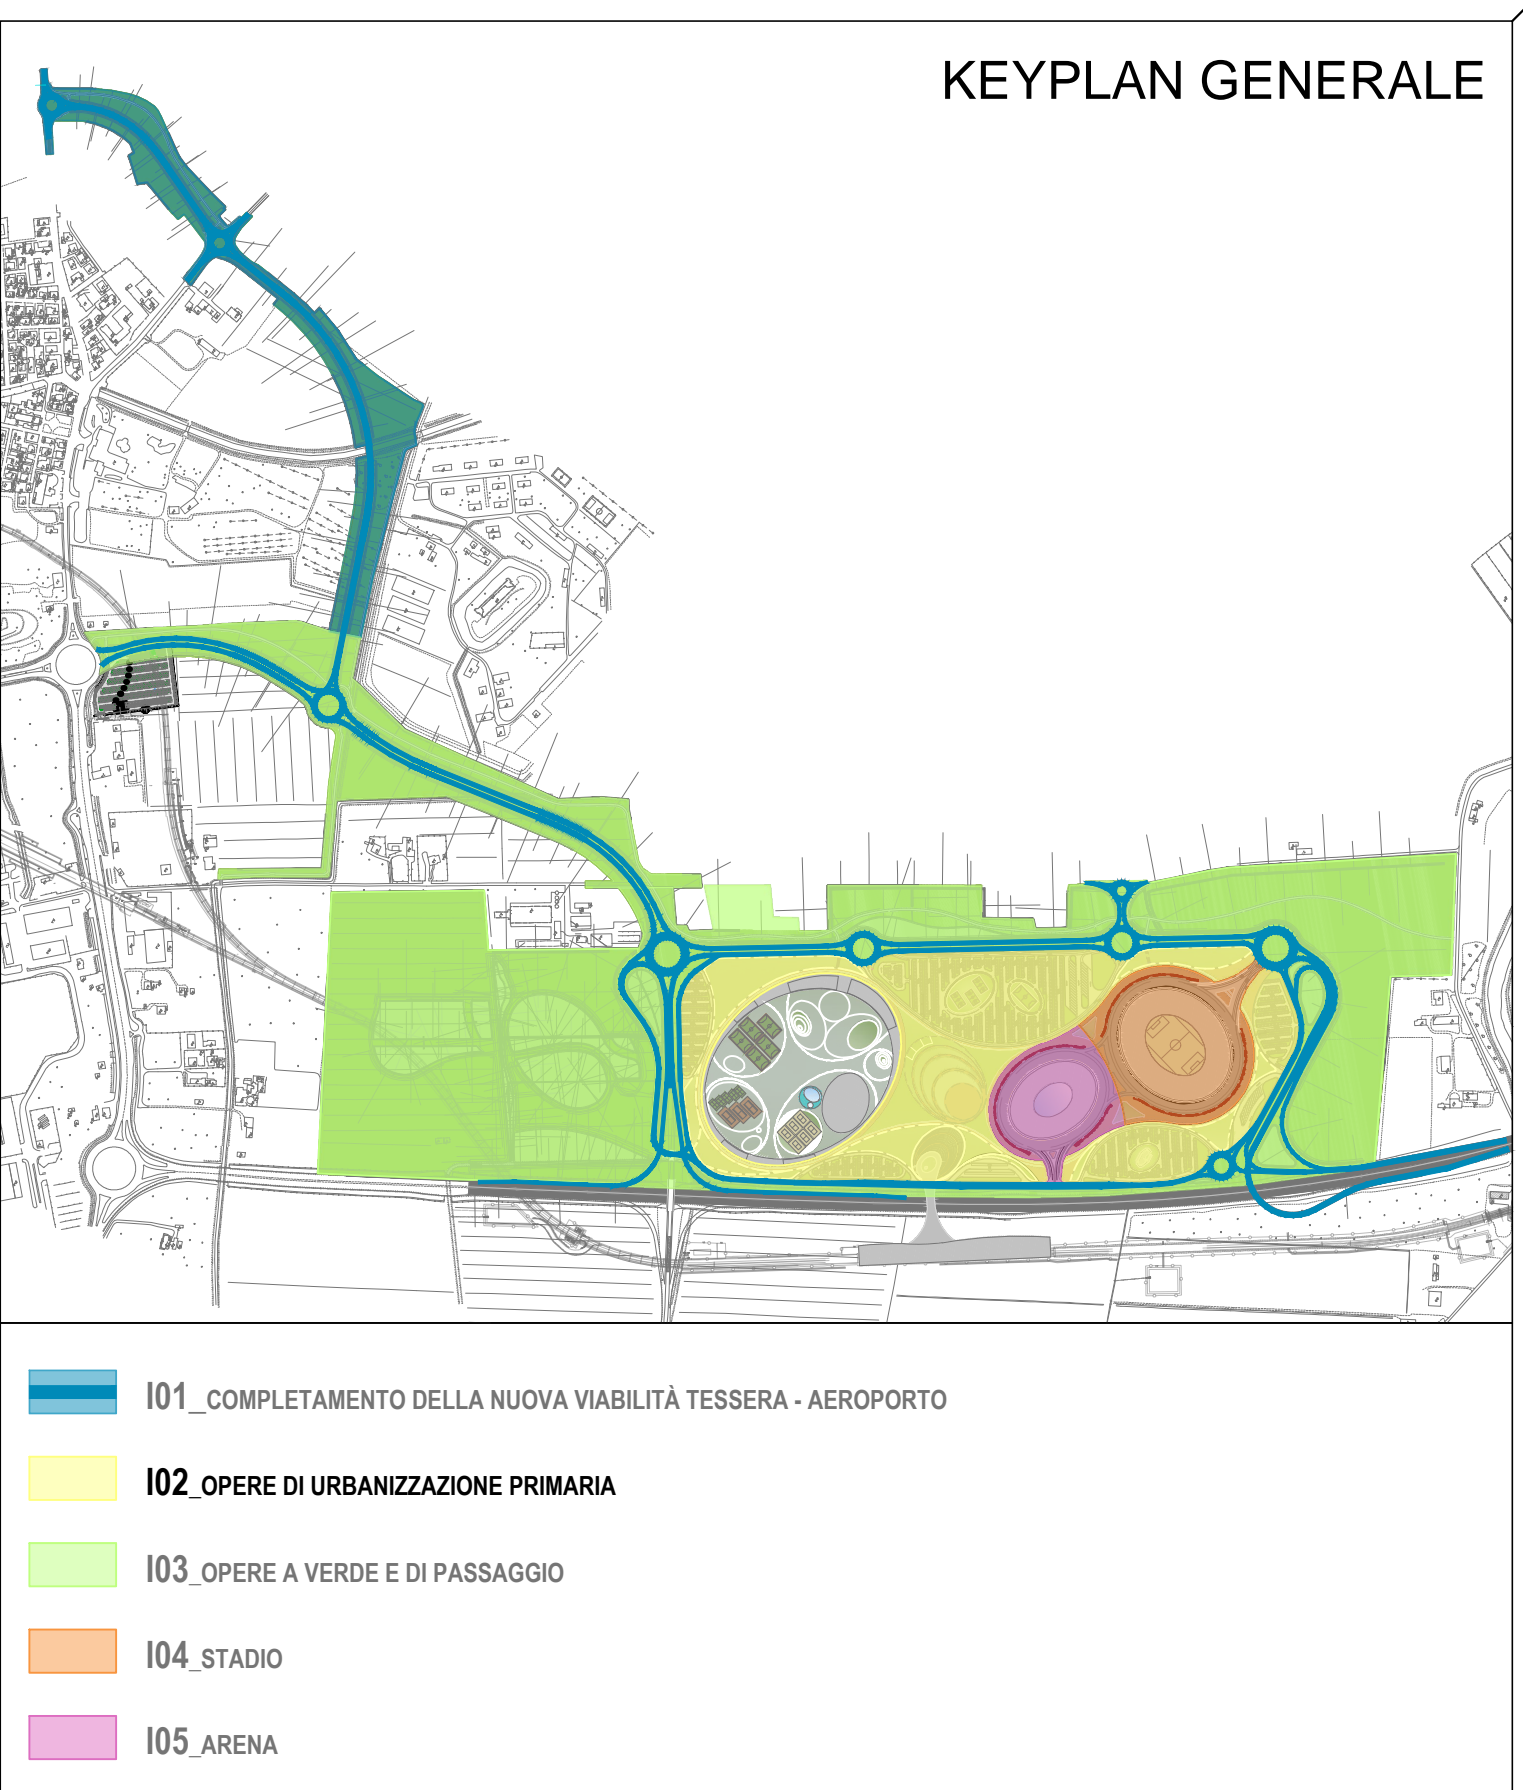 KEYPLAN GENERALE
I01_COMPLETAMENTO DELLA NUOVA VIABILITÀ TESSERA - AEROPORTO
I02_OPERE DI URBANIZZAZIONE PRIMARIA
I03_OPERE A VERDE E DI PASSAGGIO
I04_STADIO
I05_ARENA